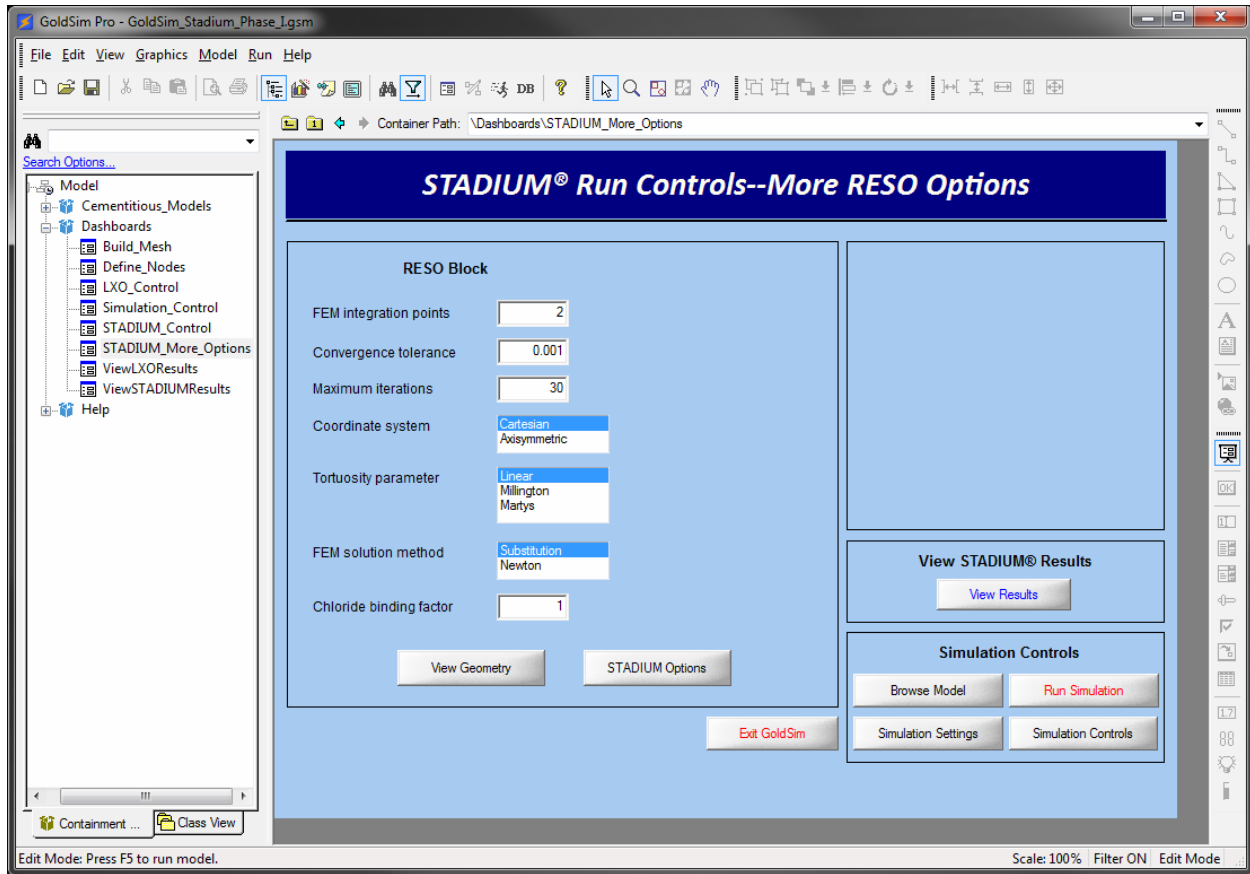 GoldSim Pro - GoldSim_Stadium_Phase_I.gsm
File Edit View Graphics Model Run Help
DB
Container Path: \Dashboards\STADIUM_More_Options
Search Options...
Model
Cementitious_Models
Dashboards
Build_Mesh
Define_Nodes
LXO_Control
Simulation_Control
STADIUM_Control
STADIUM_More_Options
ViewLXOResults
ViewSTADIUMResults
Help
Containment ... Class View
STADIUM® Run Controls--More RESO Options
RESO Block
FEM integration points 2
Convergence tolerance 0.001
Maximum iterations 30
Coordinate system Cartesian
Axisymmetric
Tortuosity parameter Linear
Millington
Martys
FEM solution method Substitution
Newton
Chloride binding factor 1
View Geometry STADIUM Options
Exit GoldSim
View STADIUM® Results
View Results
Simulation Controls
Browse Model Run Simulation
Simulation Settings Simulation Controls
A
OK
1.7
88
Edit Mode: Press F5 to run model. Scale: 100% Filter ON Edit Mode